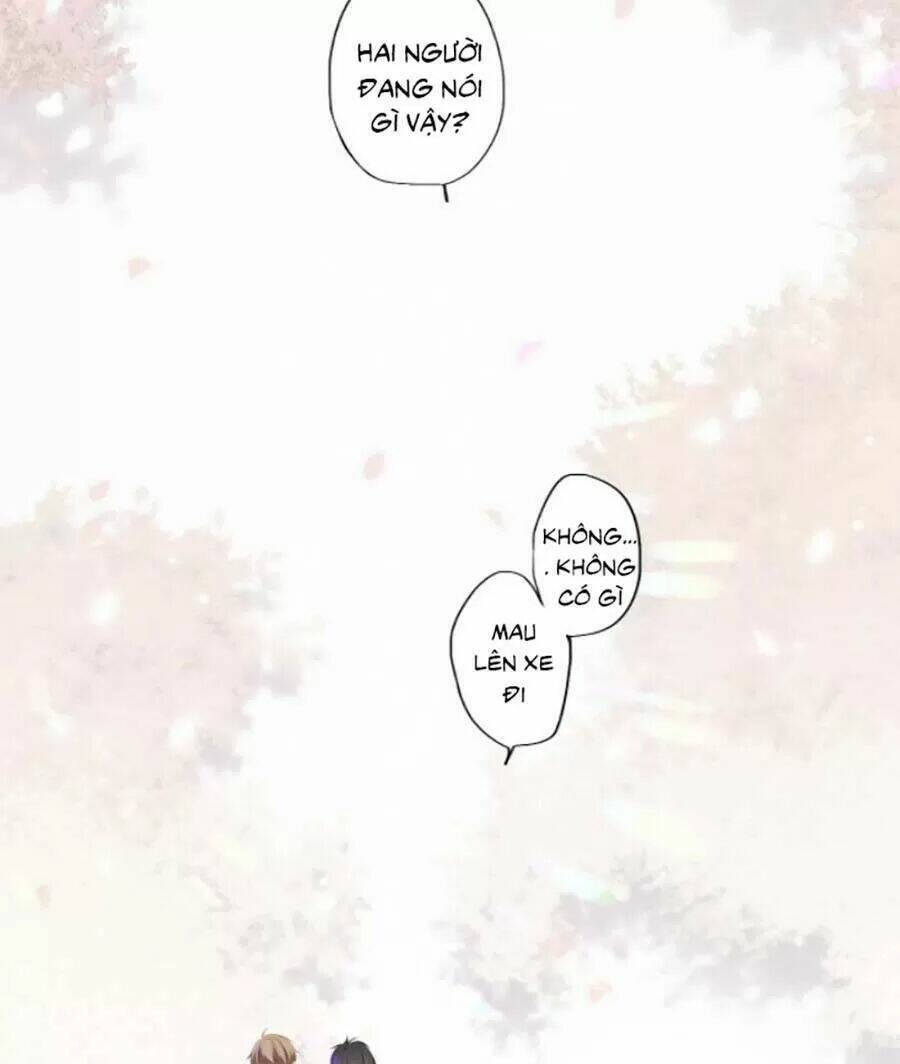 HAI NGƯỜI
ĐANG NÓI
GÌ VẬY?
KHÔNG...
. KHÔNG
CÓ GÌ
MAU
LÊN XE
ĐI